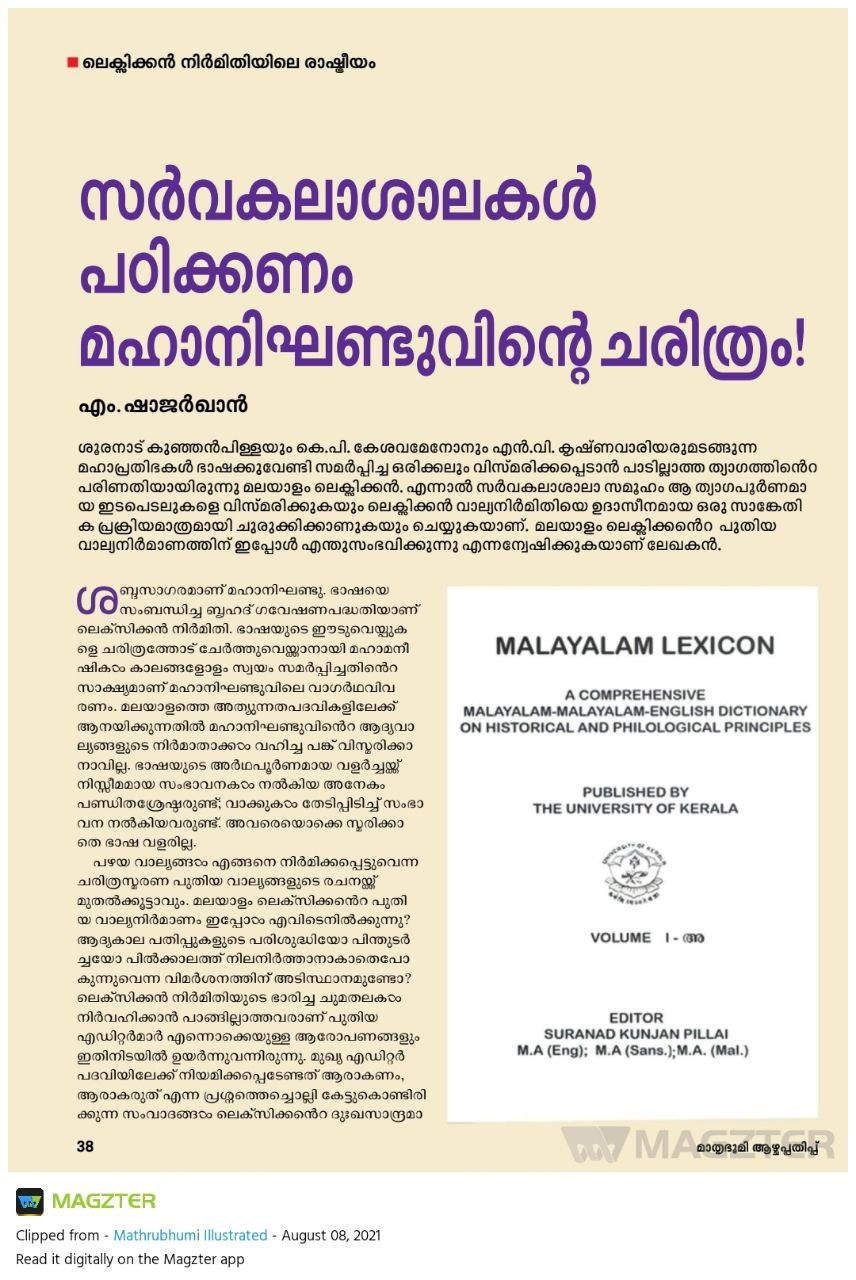 ലെക്സിക്കൻ നിർമിതിയിലെ രാഷ്ട്രീയം
സർവകലാശാലകൾ
പഠിക്കണം
മഹാനിഘണ്ടുവിന്റെ ചരിത്രം!
എം. ഷാജർഖാൻ
ശൂരനാട് കുഞ്ഞൻപിള്ളയും കെ.പി. കേശവമേനോനും എൻ.വി. കൃഷ്ണവാരിയരുമടങ്ങുന്ന
മഹാപ്രതിഭകൾ ഭാഷക്കുവേണ്ടി സമർപ്പിച്ച ഒരിക്കലും വിസ്മരിക്കപ്പെടാൻ പാടില്ലാത്ത ത്യാഗത്തിൻെറ
പരിണതിയായിരുന്നു മലയാളം ലെക്സിക്കൻ. എന്നാൽ സർവകലാശാലാ സമൂഹം ആ ത്യാഗപൂർണമാ
യ ഇടപെടലുകളെ വിസ്മരിക്കുകയും ലെക്സിക്കൻ വാല്യനിർമിതിയെ ഉദാസീനമായ ഒരു സാങ്കേതി
ക പ്രക്രിയമാത്രമായി ചുരുക്കിക്കാണുകയും ചെയ്യുകയാണ്. മലയാളം ലെക്സിക്കൻെറ പുതിയ
വാല്യനിർമാണത്തിന് ഇപ്പോൾ എന്തുസംഭവിക്കുന്നു എന്നന്വേഷിക്കുകയാണ് ലേഖകൻ.
ശബ്ദസാഗരമാണ് മഹാനിഘണ്ടു. ഭാഷയെ
സംബന്ധിച്ച ബൃഹദ് ഗവേഷണപദ്ധതിയാണ്
ലെക്സിക്കൻ നിർമിതി. ഭാഷയുടെ ഈടുവെയ്പുക
ളെ ചരിത്രത്തോട് ചേർത്തുവെയ്ക്കാനായി മഹാമനീ
ഷികൾ കാലങ്ങളോളം സ്വയം സമർപ്പിച്ചതിൻെറ
സാക്ഷ്യമാണ് മഹാനിഘണ്ടുവിലെ വാഗർഥവിവ
രണം. മലയാളത്തെ അത്യുന്നതപദവികളിലേക്ക്
ആനയിക്കുന്നതിൽ മഹാനിഘണ്ടുവിൻെറ ആദ്യവാ
ല്യങ്ങളുടെ നിർമാതാക്കൾ വഹിച്ച പങ്ക് വിസ്മരിക്കാ
നാവില്ല. ഭാഷയുടെ അർഥപൂർണമായ വളർച്ചയ്ക്ക്
നിസ്സീമമായ സംഭാവനകൾ നൽകിയ അനേകം
പണ്ഡിതശ്രേഷ്ഠരുണ്ട്; വാക്കുകൾ തേടിപ്പിടിച്ച് സംഭാ
വന നൽകിയവരുണ്ട്. അവരെയൊക്കെ സ്മരിക്കാ
തെ ഭാഷ വളരില്ല.
പഴയ വാല്യങ്ങൾ എങ്ങനെ നിർമിക്കപ്പെട്ടുവെന്ന
ചരിത്രസ്മരണ പുതിയ വാല്യങ്ങളുടെ രചനയ്ക്ക്
മുതൽക്കൂട്ടാവും. മലയാളം ലെക്സിക്കൻെറ പുതി
യ വാല്യനിർമാണം ഇപ്പോൾ എവിടെനിൽക്കുന്നു?
ആദ്യകാല പതിപ്പുകളുടെ പരിശുദ്ധിയോ പിന്തുടർ
ച്ചയോ പിൽക്കാലത്ത് നിലനിർത്താനാകാതെപോ
കുന്നുവെന്ന വിമർശനത്തിന് അടിസ്ഥാനമുണ്ടോ?
ലെക്സിക്കൻ നിർമിതിയുടെ ഭാരിച്ച ചുമതലകൾ
നിർവഹിക്കാൻ പാങ്ങില്ലാത്തവരാണ് പുതിയ
എഡിറ്റർമാർ എന്നൊക്കെയുള്ള ആരോപണങ്ങളും
ഇതിനിടയിൽ ഉയർന്നുവന്നിരുന്നു. മുഖ്യ എഡിറ്റർ
പദവിയിലേക്ക് നിയമിക്കപ്പെടേണ്ടത് ആരാകണം,
ആരാകരുത് എന്ന പ്രശ്നത്തെച്ചൊല്ലി കേട്ടുകൊണ്ടിരി
ക്കുന്ന സംവാദങ്ങൾ ലെക്സിക്കൻെറ ദുഃഖസാന്ദ്രമാ
MALAYALAM LEXICON
A COMPREHENSIVE
MALAYALAM-MALAYALAM-ENGLISH DICTIONARY
ON HISTORICAL AND PHILOLOGICAL PRINCIPLES
PUBLISHED BY
THE UNIVERSITY OF KERALA
UNIVERSITY OF KERALA
VOLUME I - അ
EDITOR
SURANAD KUNJAN PILLAI
M.A (Eng); M.A (Sans.);M.A. (Mal.)
38
MAGZTER
മാതൃഭൂമി ആഴ്ചപ്പതിപ്പ്
MAGZTER
Clipped from - Mathrubhumi Illustrated - August 08, 2021
Read it digitally on the Magzter app